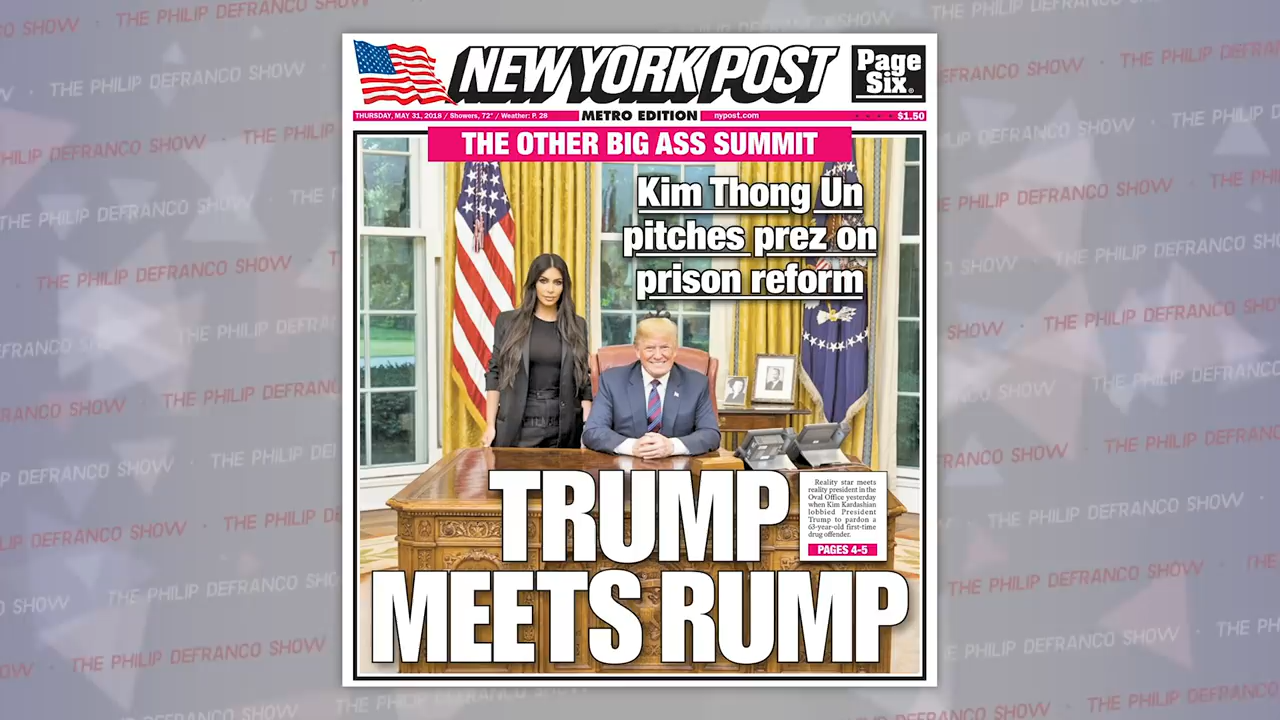 THE PHILIP DEFRANCO SHOW
NEW YORK POST
Page
Six®
THURSDAY, MAY 31, 2018 / Showers, 72° / Weather: P. 28
METRO EDITION
nypost.com
$1.50
THE OTHER BIG ASS SUMMIT
Kim Thong Un
pitches prez on
prison reform
TRUMP
MEETS RUMP
Reality star meets
reality president in the
Oval Office yesterday
when Kim Kardashian
lobbied President
Trump to pardon a
63-year-old first-time
drug offender.
PAGES 4-5